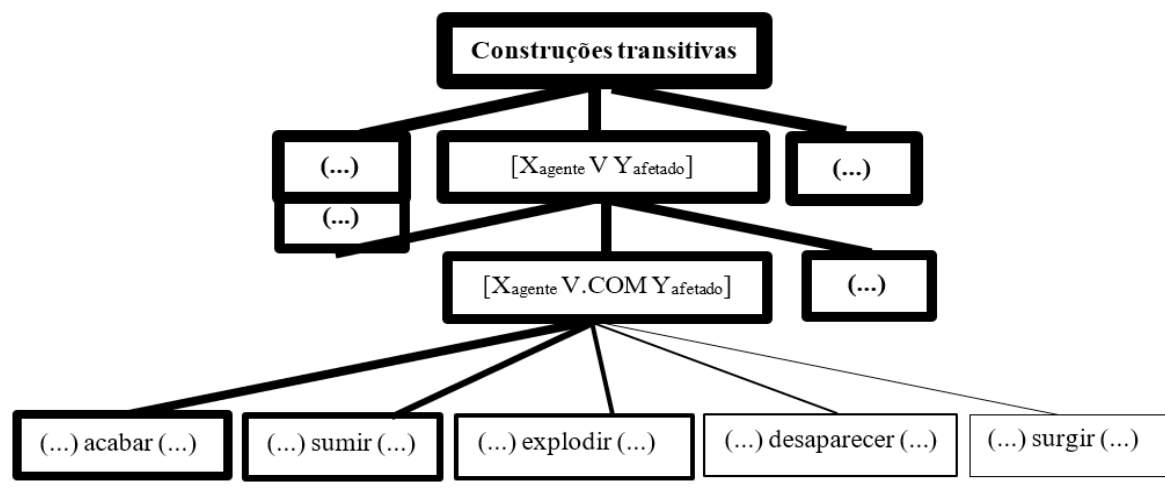 Construções transitivas
(...)
[Xagente V Yafetado]
(...)
(...)
[Xagente V.COM Yafetado]
(...)
(...) acabar (...)
(...) sumir (...)
(...) explodir (...)
(...) desaparecer (...)
(...) surgir (...)